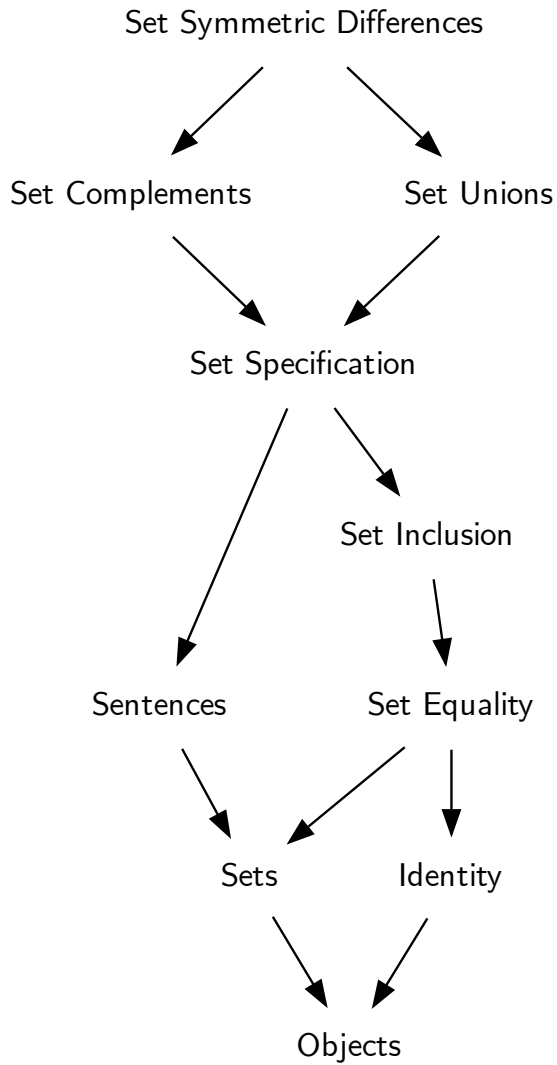 Set Symmetric Differences
Set Complements
Set Unions
Set Specification
Set Inclusion
Sentences
Set Equality
Sets
Identity
Objects